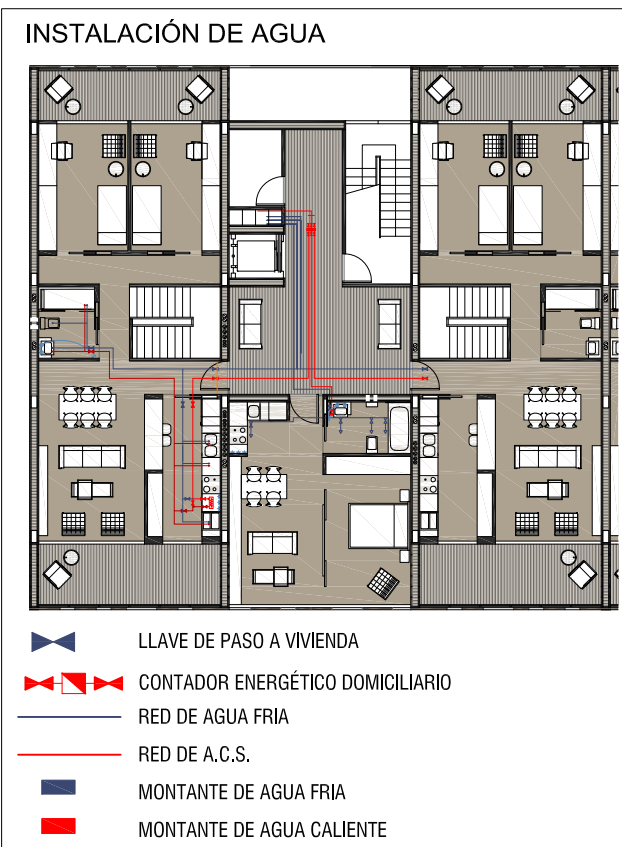 INSTALACIÓN DE AGUA
LLAVE DE PASO A VIVIENDA
CONTADOR ENERGÉTICO DOMICILIARIO
RED DE AGUA FRIA
RED DE A.C.S.
MONTANTE DE AGUA FRIA
MONTANTE DE AGUA CALIENTE